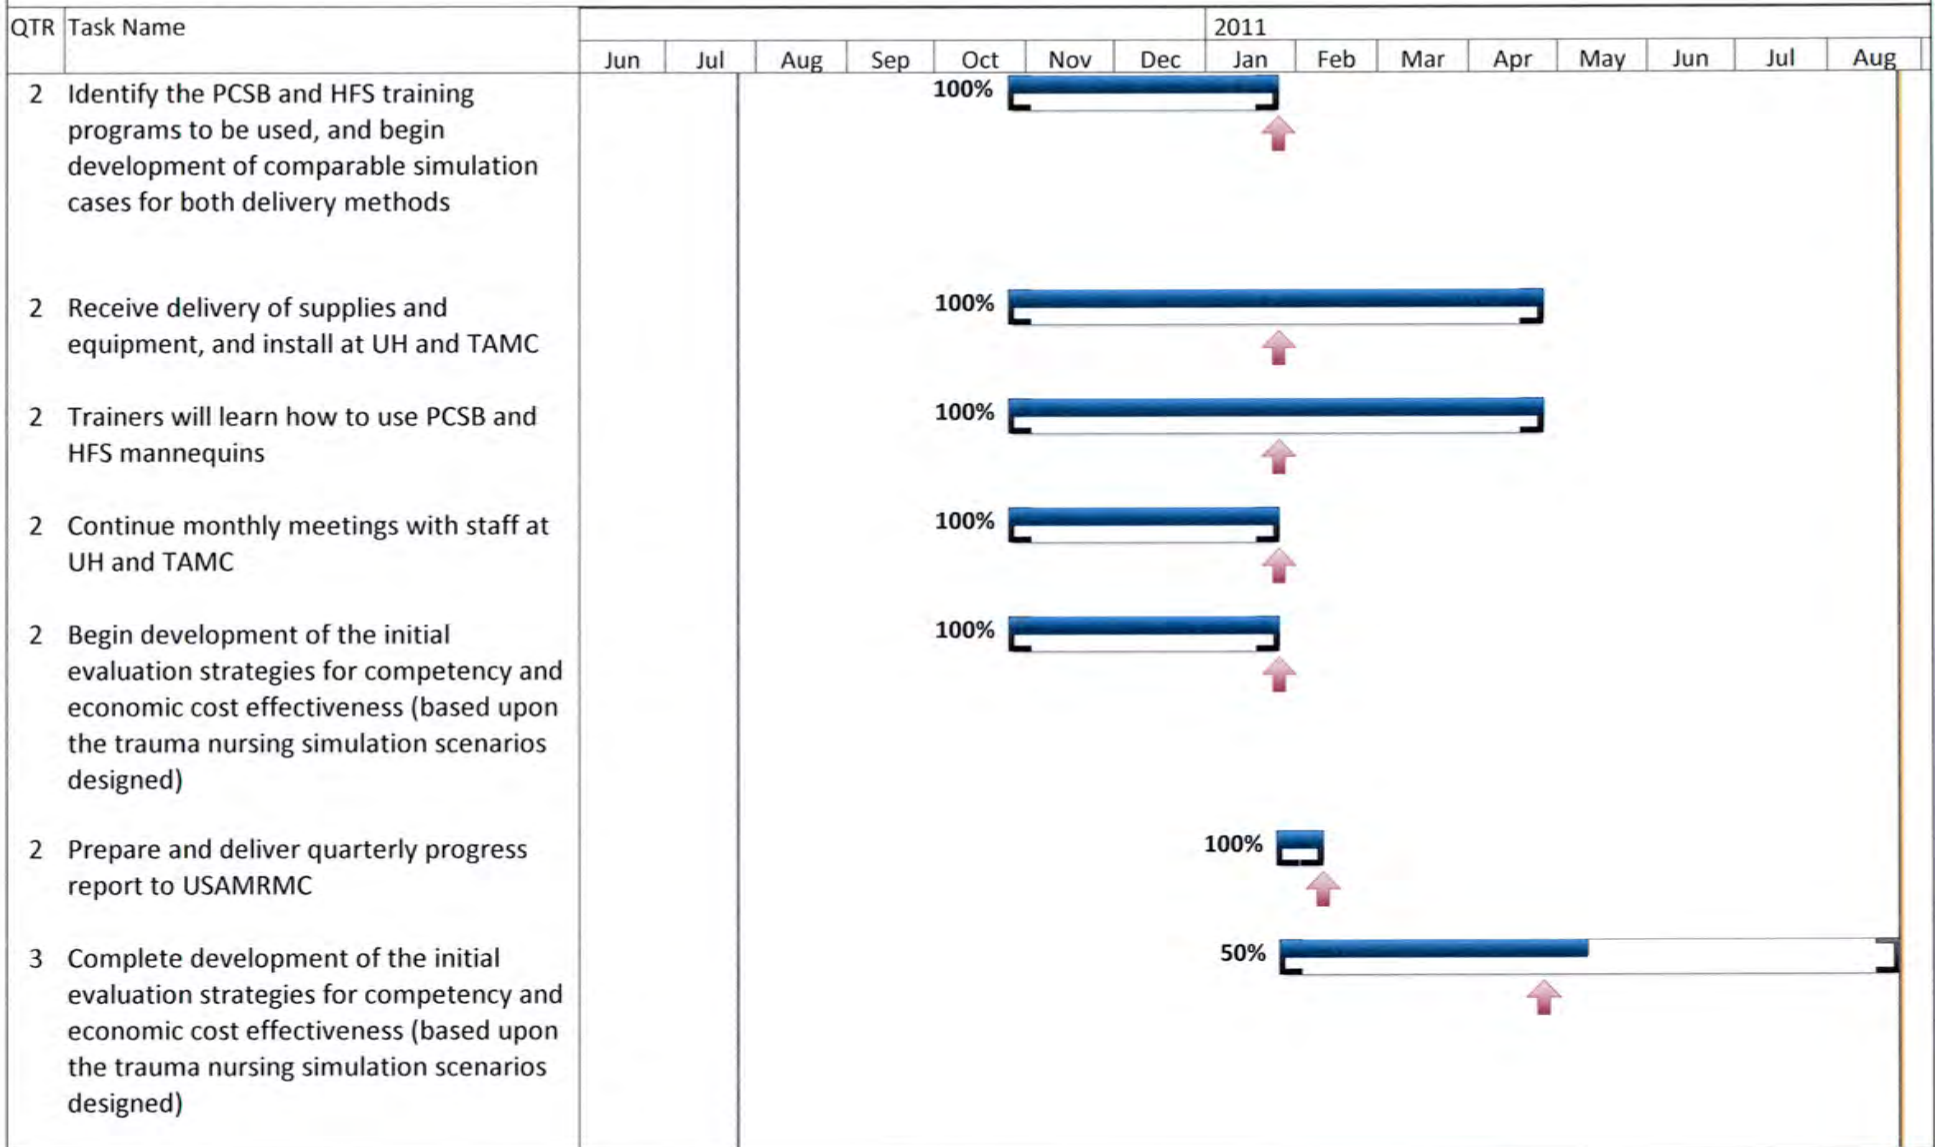 QTR Task Name 2011
Jun Jul Aug Sep Oct Nov Dec Jan Feb Mar Apr May Jun Jul Aug
2 Identify the PCSB and HFS training 100%
programs to be used, and begin
development of comparable simulation
cases for both delivery methods
2 Receive delivery of supplies and 100%
equipment, and install at UH and TAMC
2 Trainers will learn how to use PCSB and 100%
HFS mannequins
2 Continue monthly meetings with staff at 100%
UH and TAMC
2 Begin development of the initial 100%
evaluation strategies for competency and
economic cost effectiveness (based upon
the trauma nursing simulation scenarios
designed)
2 Prepare and deliver quarterly progress 100%
report to USAMRMC
3 Complete development of the initial 50%
evaluation strategies for competency and
economic cost effectiveness (based upon
the trauma nursing simulation scenarios
designed)